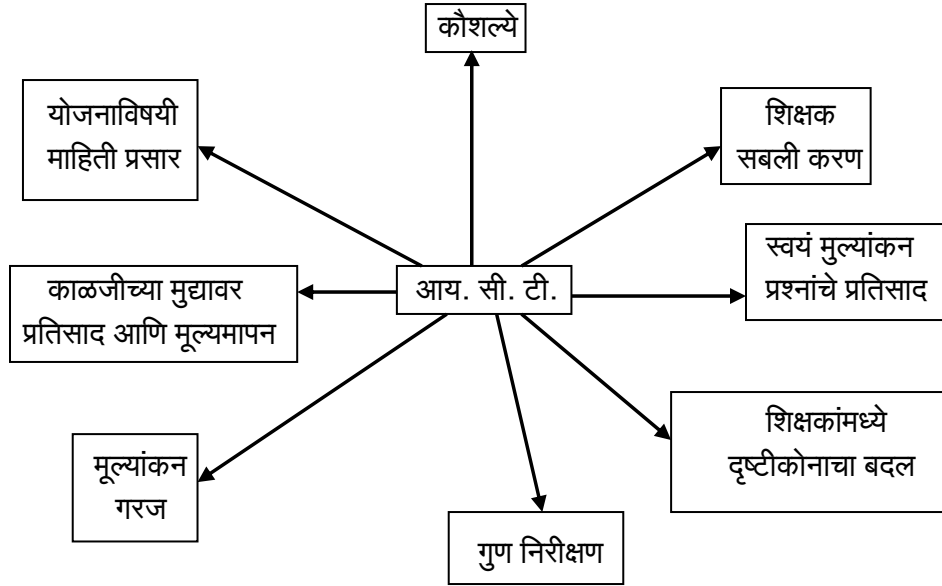 कौशल्ये
योजनाविषयी
माहिती प्रसार
शिक्षक
सबली करण
स्वयं मुल्यांकन
प्रश्नांचे प्रतिसाद
काळजीच्या मुद्यावर
प्रतिसाद आणि मूल्यमापन
आय. सी. टी.
शिक्षकांमध्ये
दृष्टीकोनाचा बदल
मूल्यांकन
गरज
गुण निरीक्षण